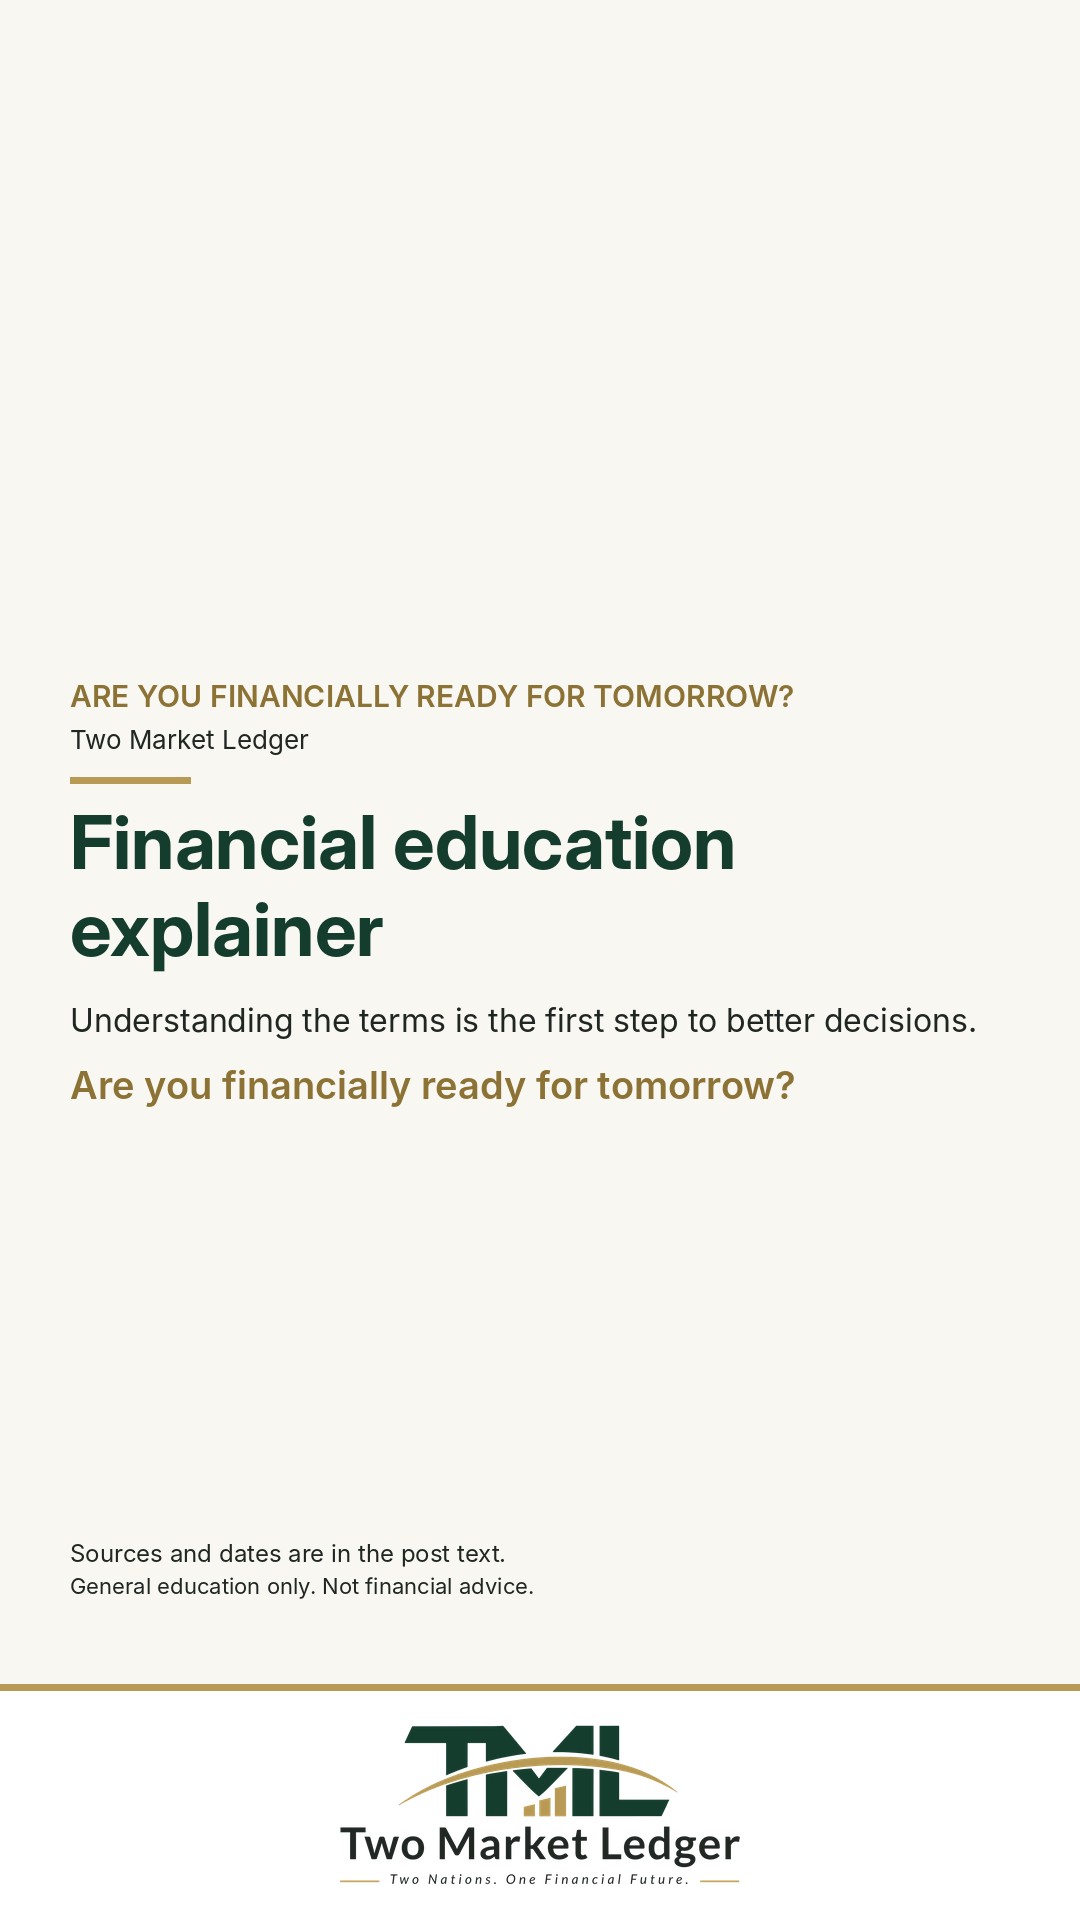 ARE YOU FINANCIALLY READY FOR TOMORROW?
Two Market Ledger
Financial education
explainer
Understanding the terms is the first step to better decisions.
Are you financially ready for tomorrow?
Sources and dates are in the post text.
General education only. Not financial advice.
TML
Two Market Ledger
Two Nations. One Financial Future.